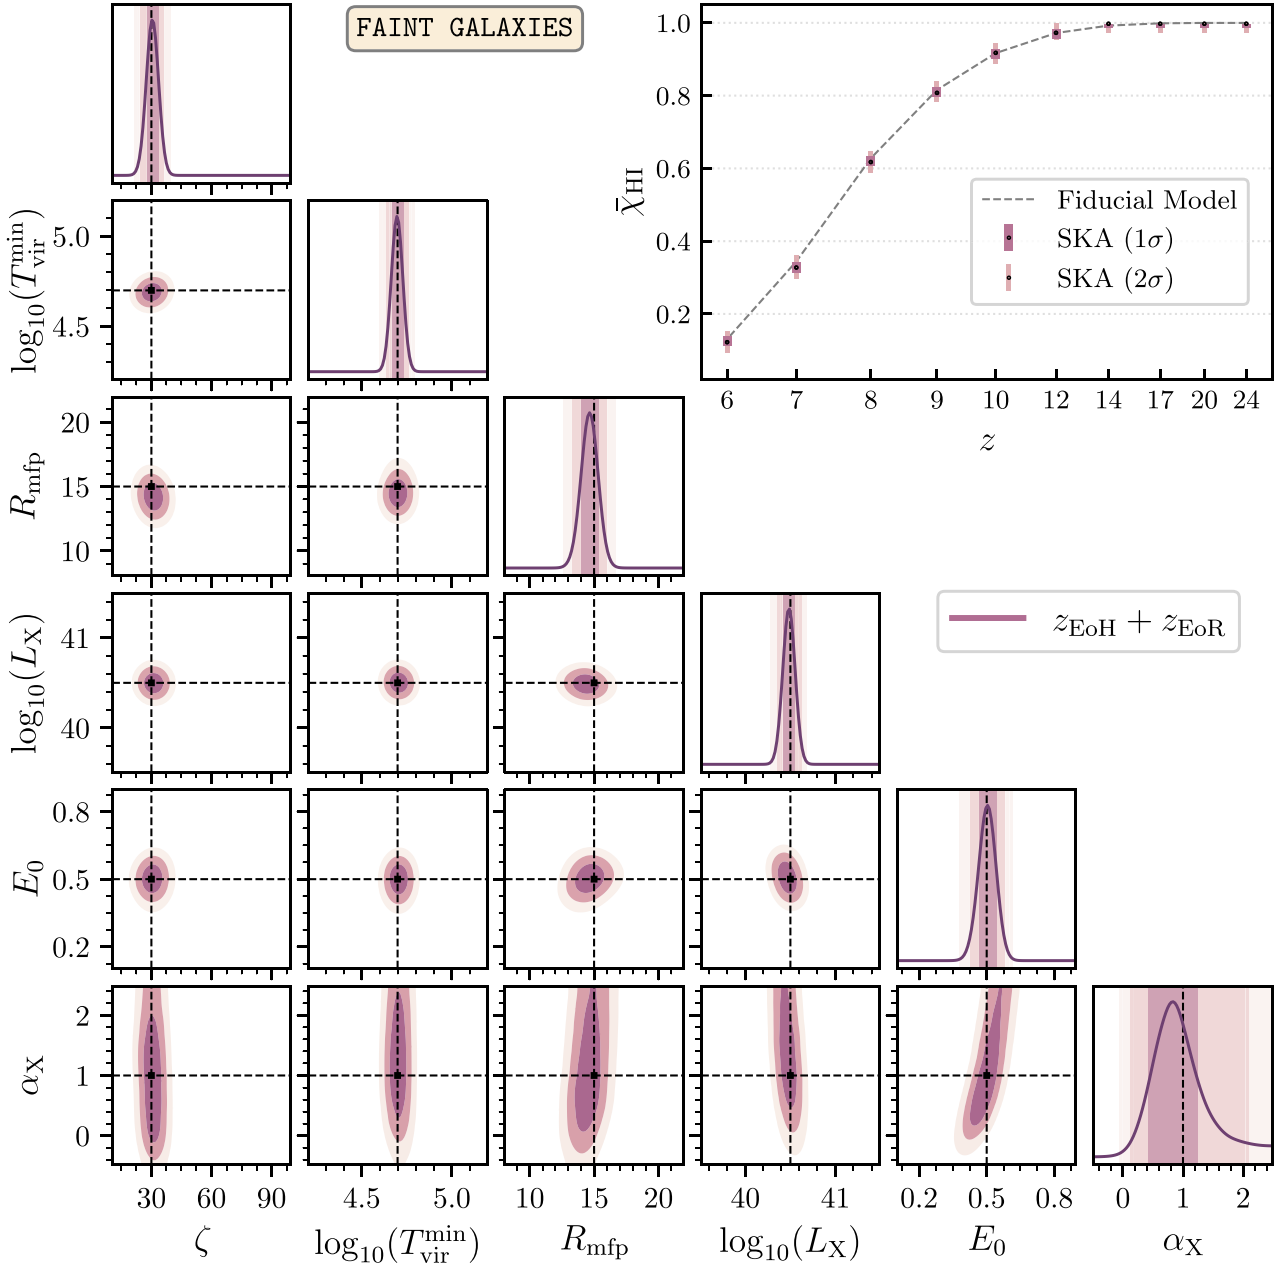 FAINT GALAXIES
1.0
0.8
0.6
0.4
0.2
χ̄_HI
Fiducial Model
SKA (1σ)
SKA (2σ)
6 7 8 9 10 12 14 17 20 24
z
log₁₀(T_vir^min)
5.0
4.5
R_mfp
20
15
10
z_EoH + z_EoR
log₁₀(L_X)
41
40
E₀
0.8
0.5
0.2
α_X
2
1
0
30 60 90 4.5 5.0 10 15 20 40 41 0.2 0.5 0.8 0 1 2
ζ log₁₀(T_vir^min) R_mfp log₁₀(L_X) E₀ α_X